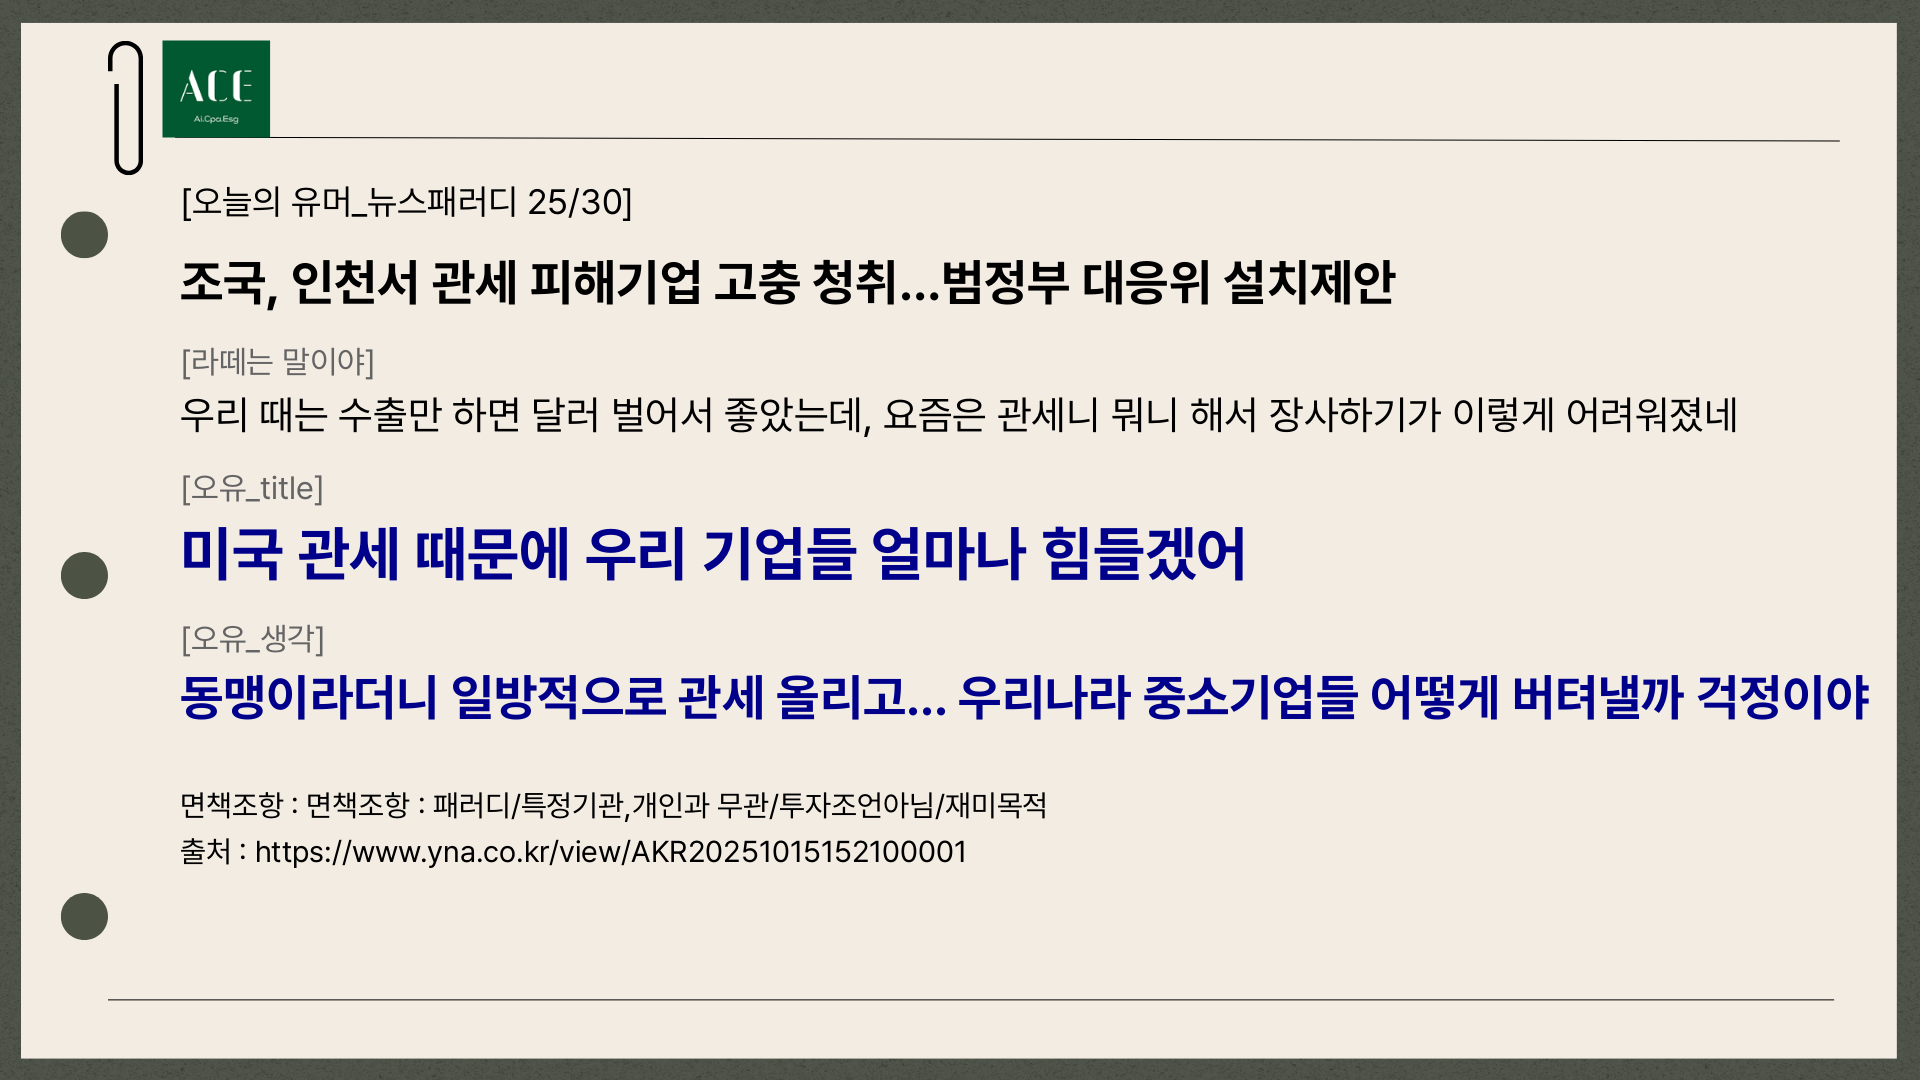 ACE
Ai.Cpa.Esg
[오늘의 유머_뉴스패러디 25/30]
조국, 인천서 관세 피해기업 고충 청취...범정부 대응위 설치제안
[라떼는 말이야]
우리 때는 수출만 하면 달러 벌어서 좋았는데, 요즘은 관세니 뭐니 해서 장사하기가 이렇게 어려워졌네
[오유_title]
미국 관세 때문에 우리 기업들 얼마나 힘들겠어
[오유_생각]
동맹이라더니 일방적으로 관세 올리고... 우리나라 중소기업들 어떻게 버텨낼까 걱정이야
면책조항 : 면책조항 : 패러디/특정기관,개인과 무관/투자조언아님/재미목적
출처 : https://www.yna.co.kr/view/AKR20251015152100001